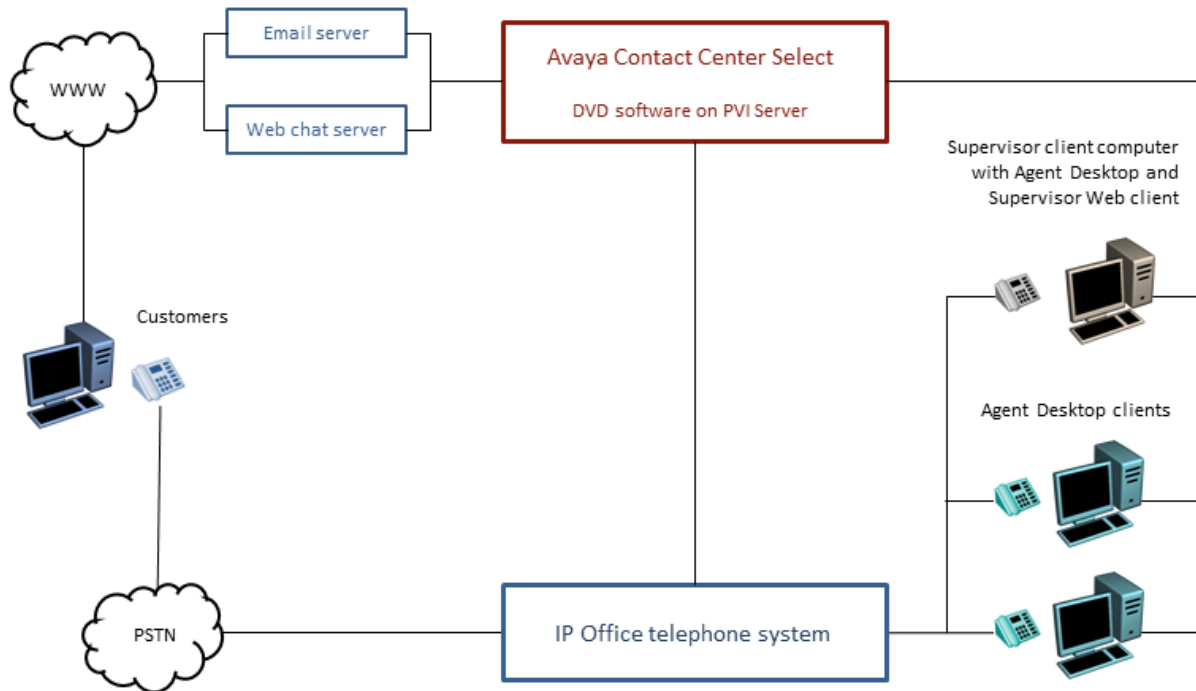 Email server
WWW
Web chat server
Avaya Contact Center Select
DVD software on PVI Server
Supervisor client computer
with Agent Desktop and
Supervisor Web client
Customers
Agent Desktop clients
PSTN
IP Office telephone system